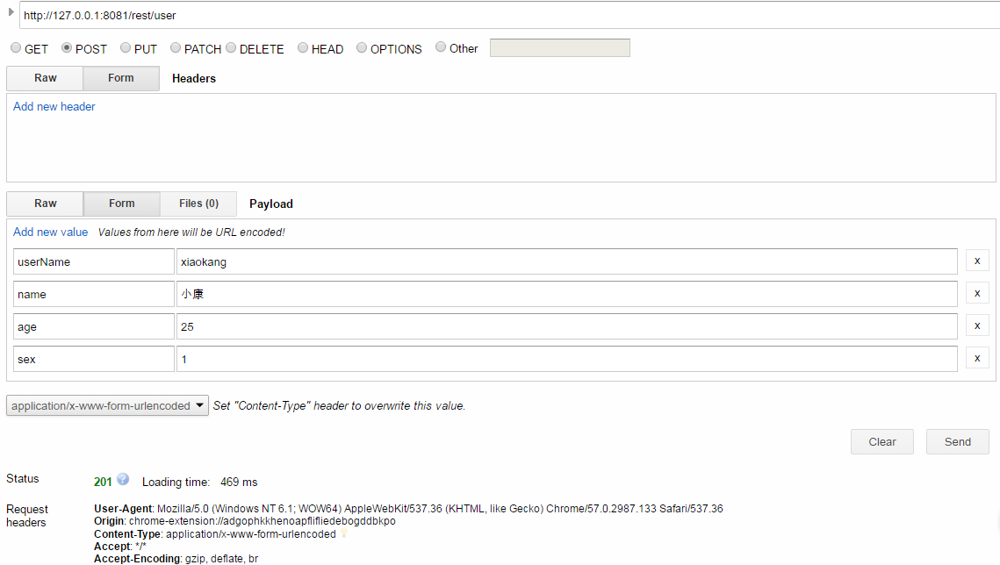 http://127.0.0.1:8081/rest/user
GET POST PUT PATCH DELETE HEAD OPTIONS Other
Raw Form Headers
Add new header
Raw Form Files (0) Payload
Add new value Values from here will be URL encoded!
userName xiaokang x
name 小康 x
age 25 x
sex 1 x
application/x-www-form-urlencoded Set "Content-Type" header to overwrite this value.
Clear Send
Status 201 ? Loading time: 469 ms
Request headers
User-Agent: Mozilla/5.0 (Windows NT 6.1; WOW64) AppleWebKit/537.36 (KHTML, like Gecko) Chrome/57.0.2987.133 Safari/537.36
Origin: chrome-extension://adgophkkhenoapflifliedebogddbkpo
Content-Type: application/x-www-form-urlencoded
Accept: */*
Accept-Encoding: gzip, deflate, br